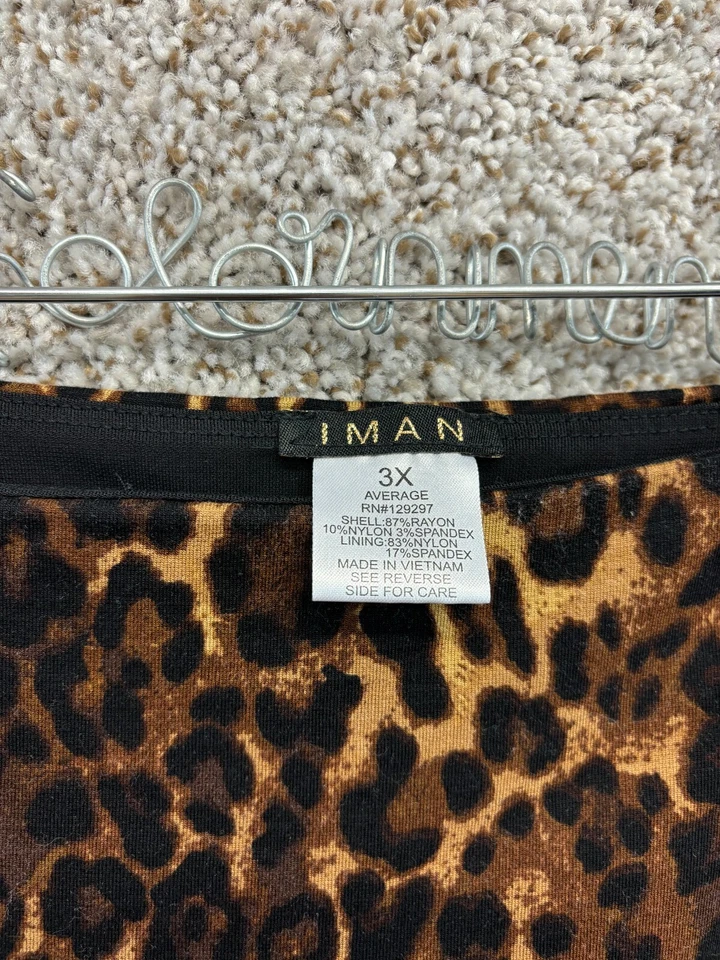 IMAN
3X
AVERAGE
RN#129297
SHELL:87%RAYON
10%NYLON 3%SPANDEX
LINING:83%NYLON
17%SPANDEX
MADE IN VIETNAM
SEE REVERSE
SIDE FOR CARE